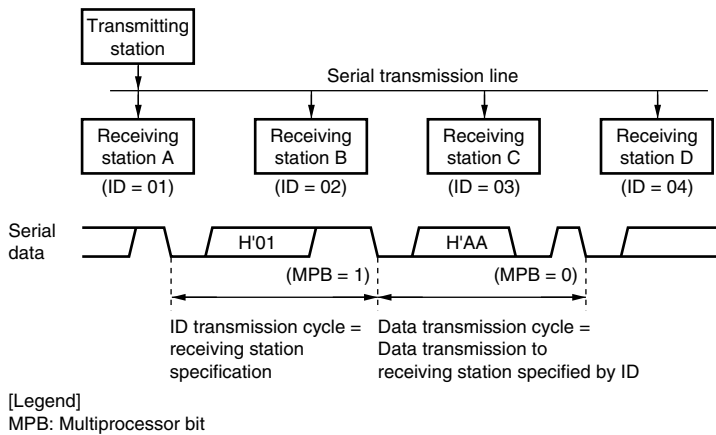 Transmitting
station
Serial transmission line
Receiving
station A
Receiving
station B
Receiving
station C
Receiving
station D
(ID = 01)
(ID = 02)
(ID = 03)
(ID = 04)
Serial
data
H'01
H'AA
(MPB = 1)
(MPB = 0)
ID transmission cycle =
receiving station
specification
Data transmission cycle =
Data transmission to
receiving station specified by ID
[Legend]
MPB: Multiprocessor bit